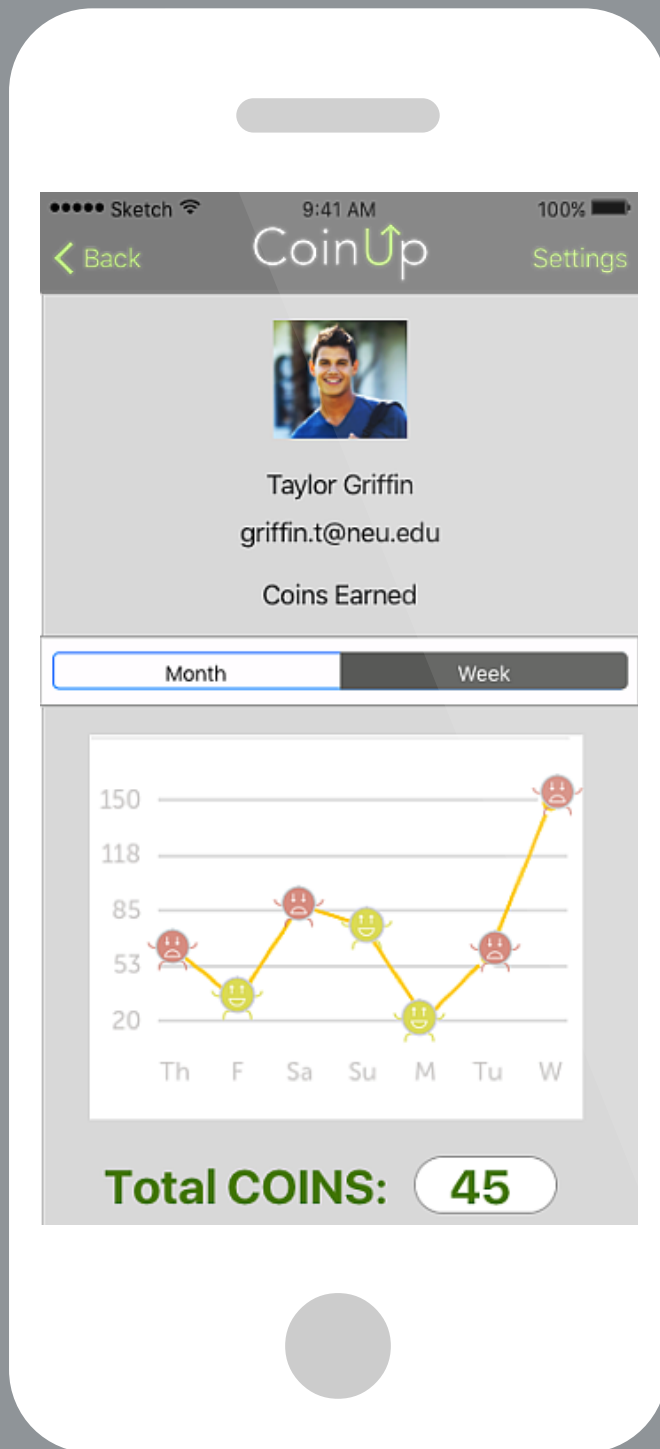 Sketch 9:41 AM 100%
Back CoinUp Settings
Taylor Griffin
griffin.t@neu.edu
Coins Earned
Month Week
150
118
85
53
20
Th F Sa Su M Tu W
Total COINS: 45